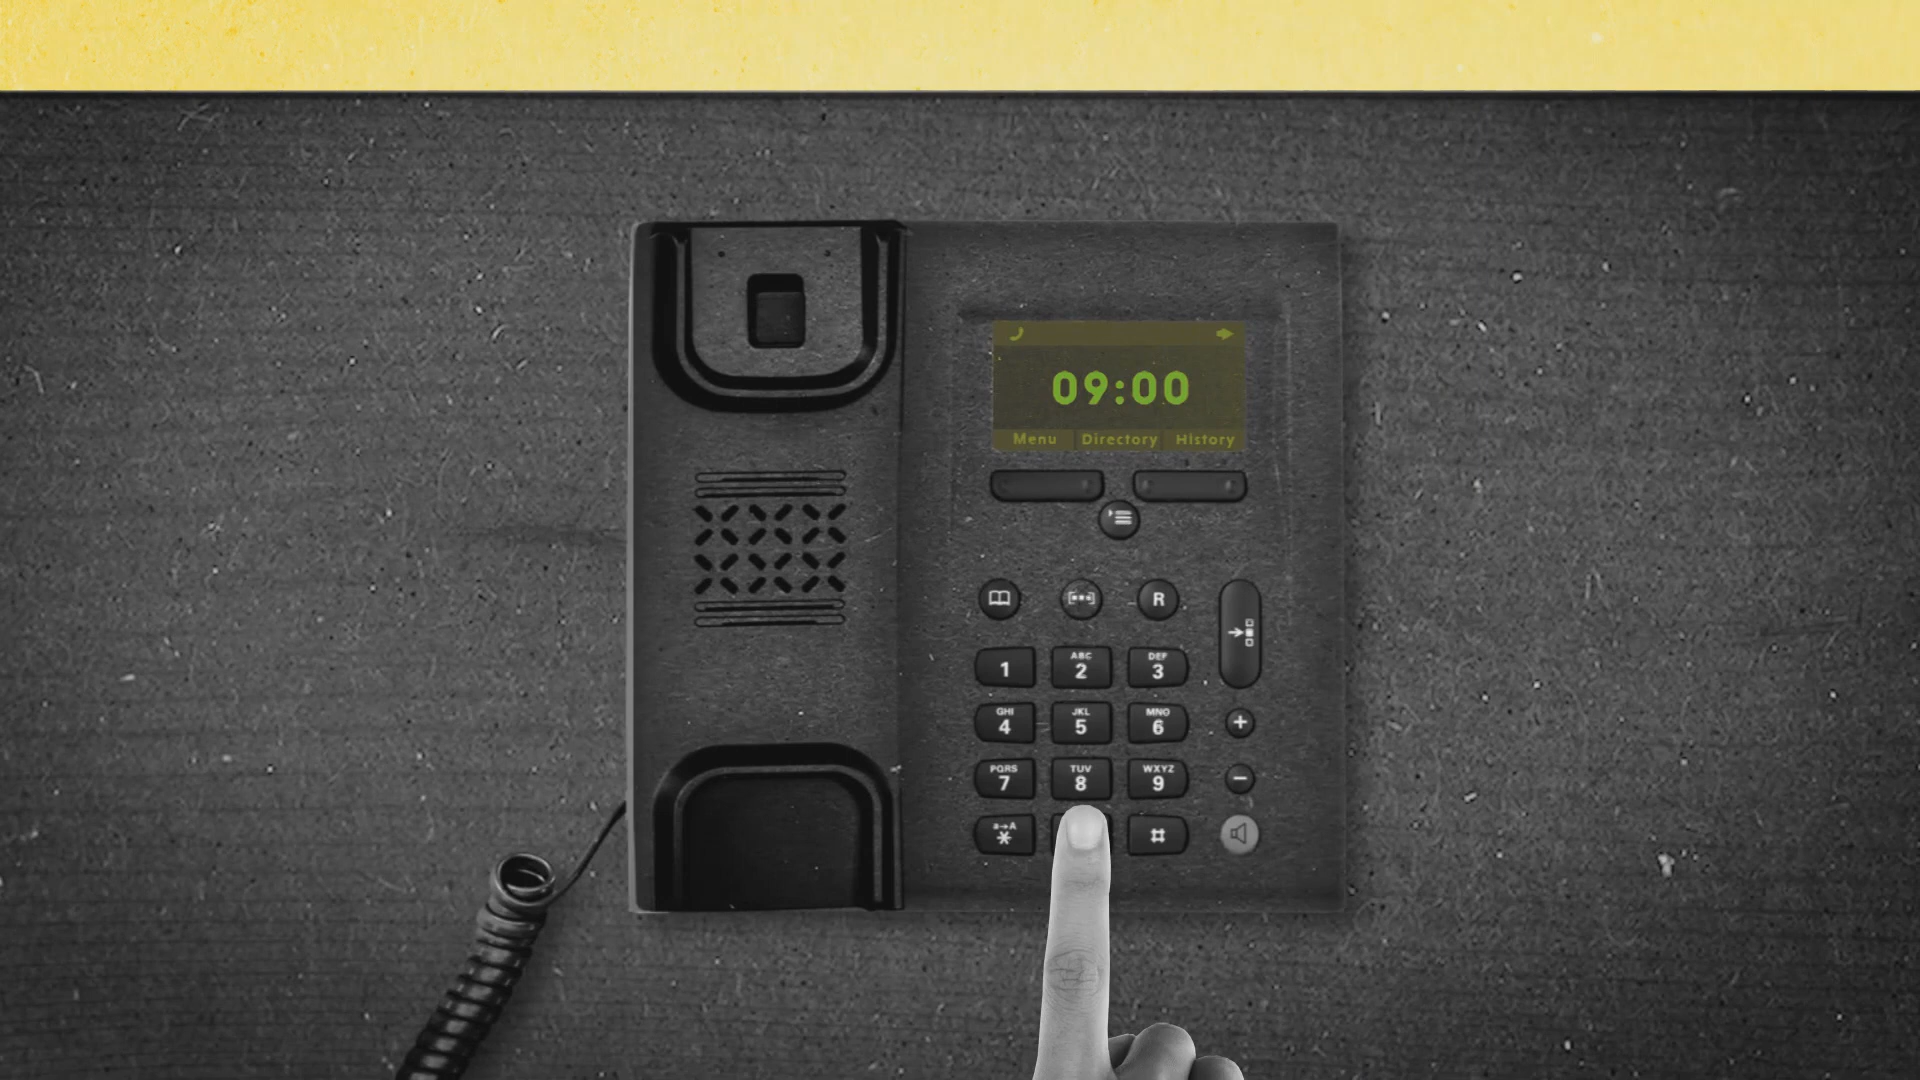 09:00
Menu Directory History
R
1
ABC
2
DEF
3
GHI
4
JKL
5
MNO
6
PQRS
7
TUV
8
WXYZ
9
a→A
*
#
+
−